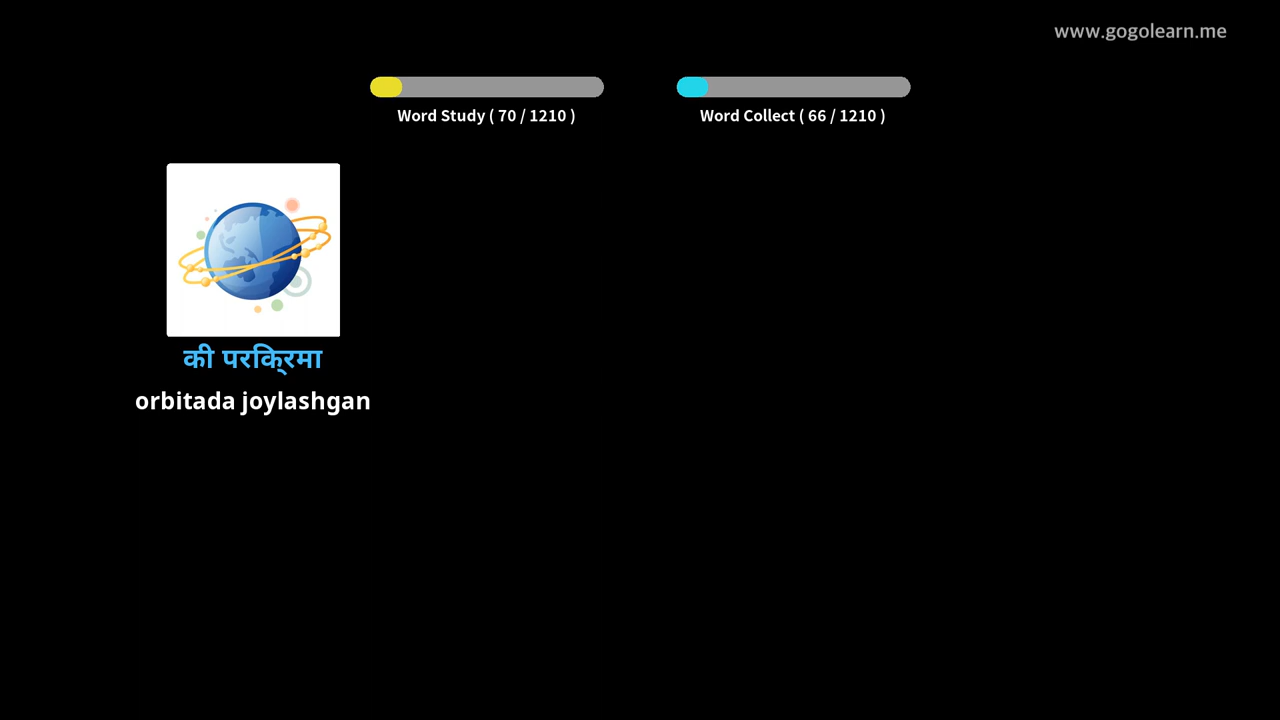 www.gogolearn.me
Word Study ( 70 / 1210 )
Word Collect ( 66 / 1210 )
की परिक्रमा
orbitada joylashgan